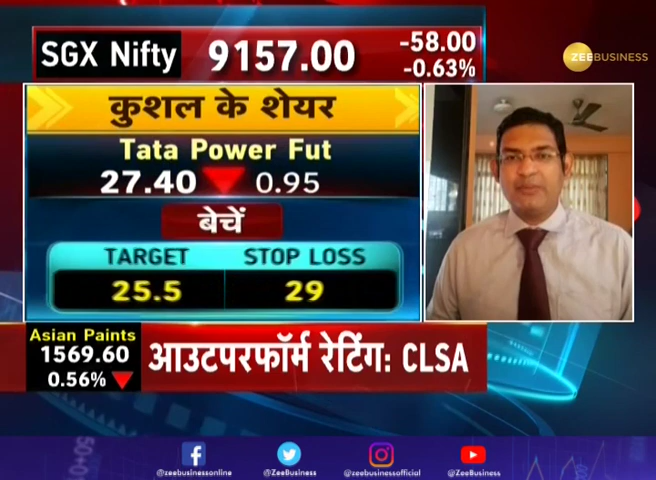 SGX Nifty 9157.00 -58.00
-0.63%
ZEEBUSINESS
कुशल के शेयर
Tata Power Fut
27.40 0.95
बेचें
TARGET STOP LOSS
25.5 29
Asian Paints
1569.60
0.56%
आउटपरफॉर्म रेटिंग: CLSA
@zeebusinessonline @ZeeBusiness @zeebusinessofficial @ZeeBusiness